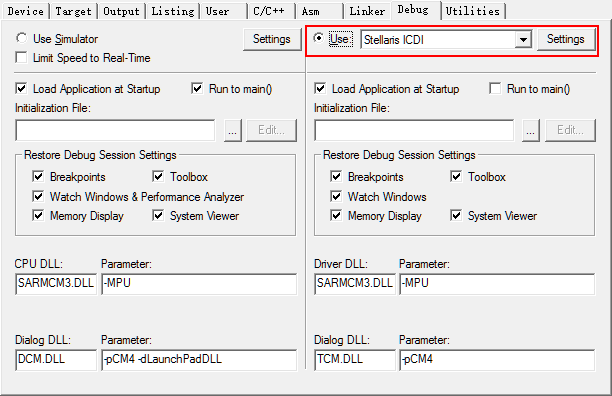 Device Target Output Listing User C/C++ Asm Linker Debug Utilities
Use Simulator Settings
Limit Speed to Real-Time
Use Stellaris ICDI Settings
Load Application at Startup Run to main()
Initialization File:
... Edit...
Restore Debug Session Settings
Breakpoints Toolbox
Watch Windows & Performance Analyzer
Memory Display System Viewer
CPU DLL: Parameter:
SARMCM3.DLL -MPU
Dialog DLL: Parameter:
DCM.DLL -pCM4 -dLaunchPadDLL
Load Application at Startup Run to main()
Initialization File:
... Edit...
Restore Debug Session Settings
Breakpoints Toolbox
Watch Windows
Memory Display System Viewer
Driver DLL: Parameter:
SARMCM3.DLL -MPU
Dialog DLL: Parameter:
TCM.DLL -pCM4